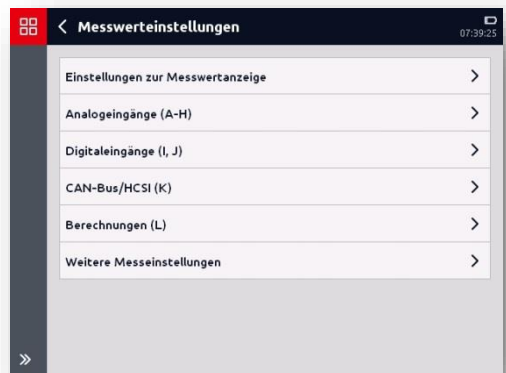 Messwerteinstellungen
07:39:25
Einstellungen zur Messwertanzeige
Analogeingänge (A-H)
Digitaleingänge (I, J)
CAN-Bus/HCSI (K)
Berechnungen (L)
Weitere Messeinstellungen